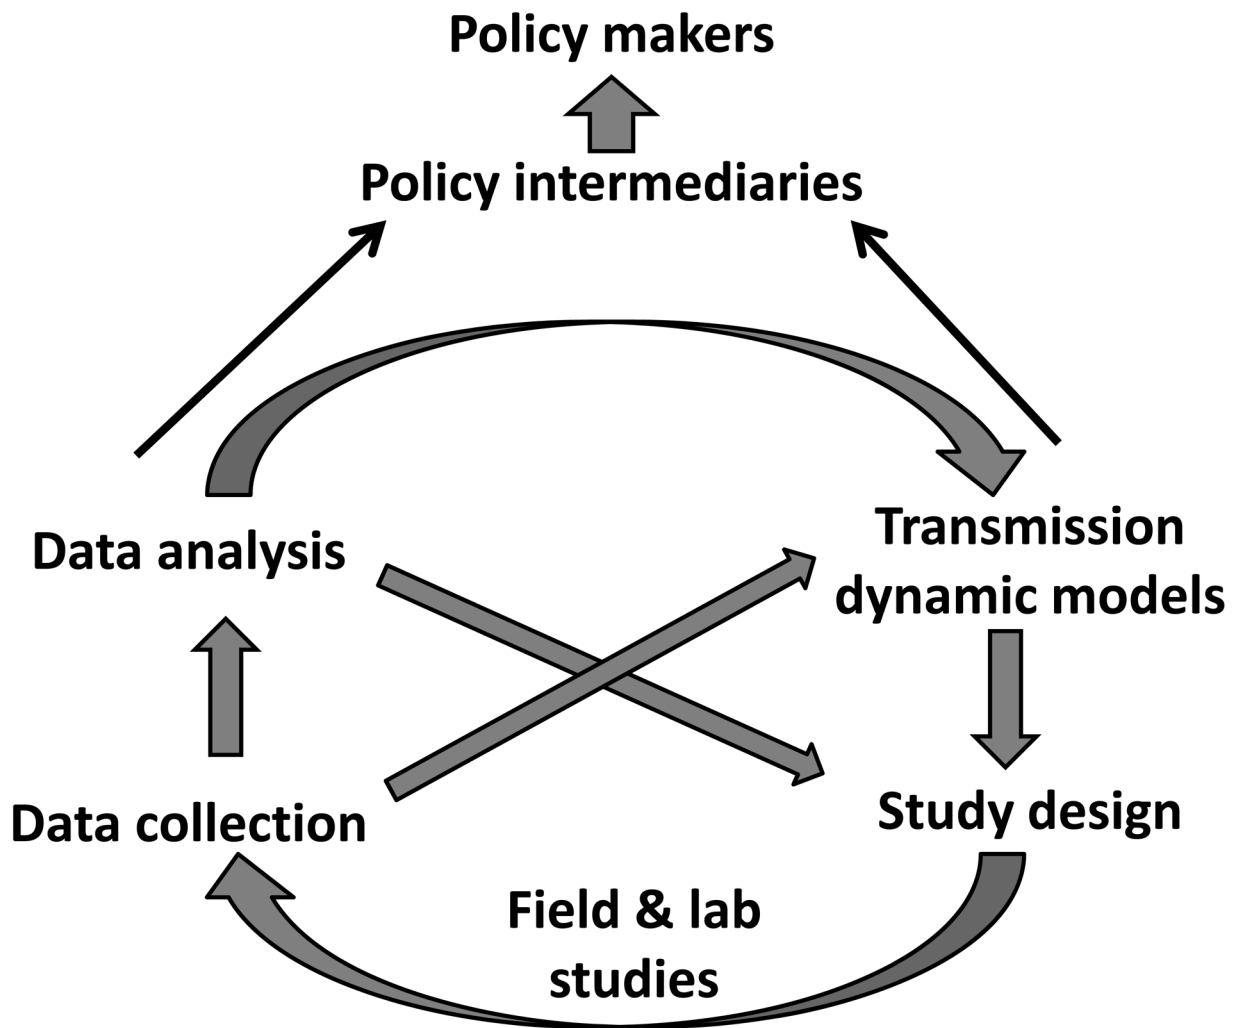 Policy makers
Policy intermediaries
Data analysis
Transmission
dynamic models
Data collection
Study design
Field & lab
studies